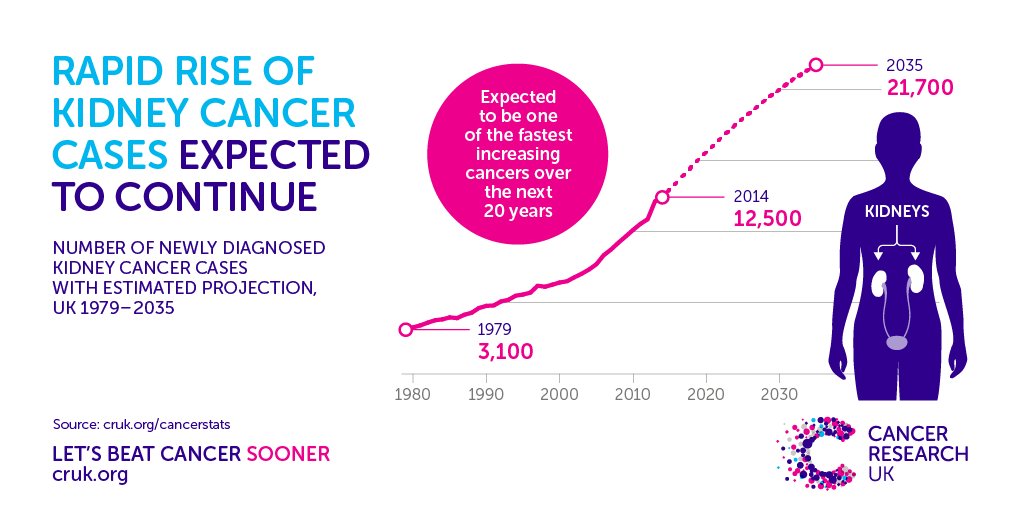 RAPID RISE OF
KIDNEY CANCER
CASES EXPECTED
TO CONTINUE
NUMBER OF NEWLY DIAGNOSED
KIDNEY CANCER CASES
WITH ESTIMATED PROJECTION,
UK 1979–2035
Expected
to be one
of the fastest
increasing
cancers over
the next
20 years
2035
21,700
2014
12,500
1979
3,100
KIDNEYS
1980 1990 2000 2010 2020 2030
Source: cruk.org/cancerstats
LET'S BEAT CANCER SOONER
cruk.org
CANCER
RESEARCH
UK